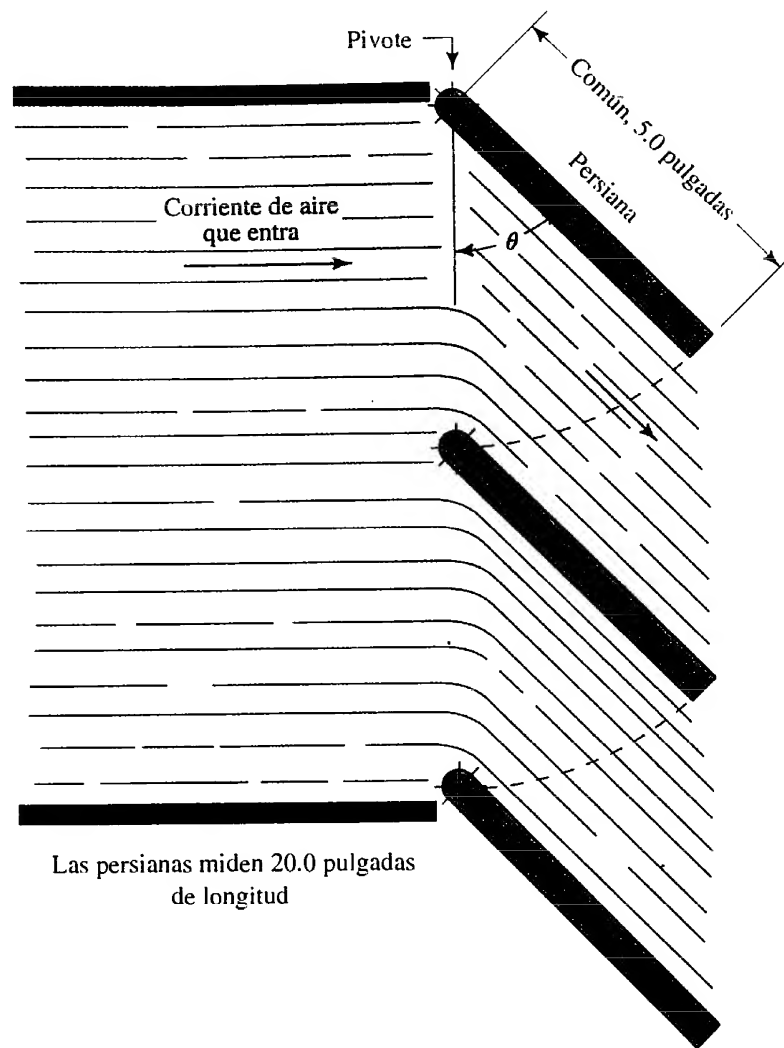 Pivote
Común, 5.0 pulgadas
Persiana
Corriente de aire
que entra
θ
Las persianas miden 20.0 pulgadas
de longitud